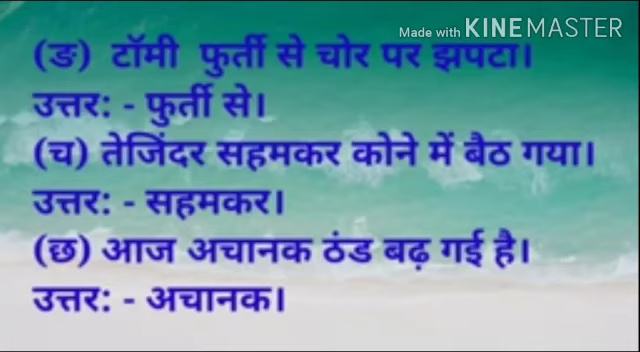 Made with KINEMASTER
(ङ) टॉमी फुर्ती से चोर पर झपटा।
उत्तर: - फुर्ती से।
(च) तेजिंदर सहमकर कोने में बैठ गया।
उत्तर: - सहमकर।
(छ) आज अचानक ठंड बढ़ गई है।
उत्तर: - अचानक।